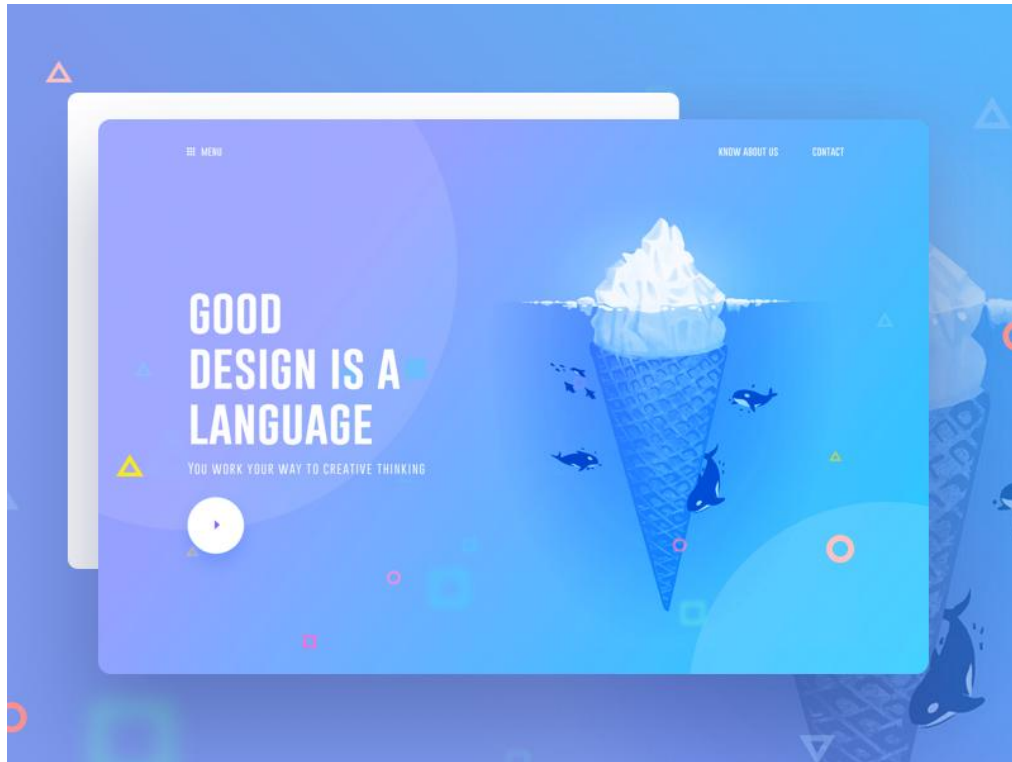 MENU
KNOW ABOUT US CONTACT
GOOD
DESIGN IS A
LANGUAGE
YOU WORK YOUR WAY TO CREATIVE THINKING